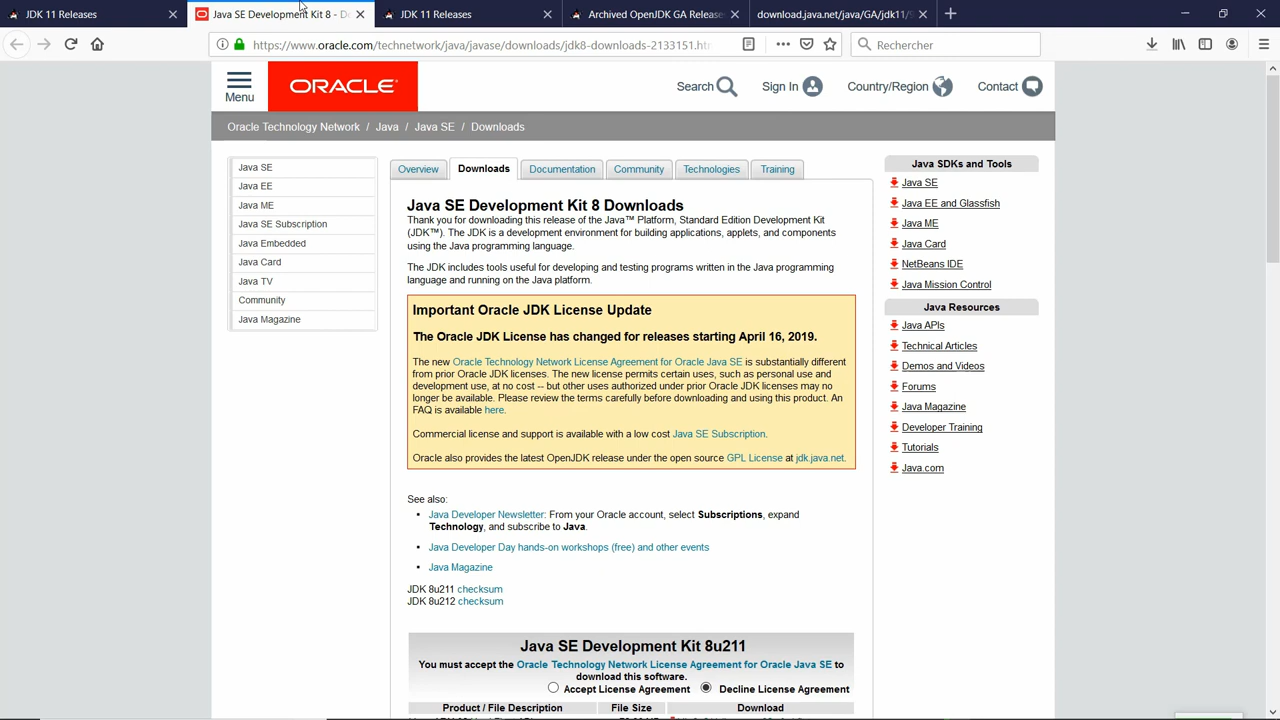 JDK 11 Releases
Java SE Development Kit 8 - D
JDK 11 Releases
Archived OpenJDK GA Release
download.java.net/java/GA/jdk11/
https://www.oracle.com/technetwork/java/javase/downloads/jdk8-downloads-2133151.ht
Rechercher
Menu
ORACLE
Search
Sign In
Country/Region
Contact
Oracle Technology Network / Java / Java SE / Downloads
Java SE
Java EE
Java ME
Java SE Subscription
Java Embedded
Java Card
Java TV
Community
Java Magazine
Overview
Downloads
Documentation
Community
Technologies
Training
Java SE Development Kit 8 Downloads
Thank you for downloading this release of the Java™ Platform, Standard Edition Development Kit
(JDK™). The JDK is a development environment for building applications, applets, and components
using the Java programming language.
The JDK includes tools useful for developing and testing programs written in the Java programming
language and running on the Java platform.
Important Oracle JDK License Update
The Oracle JDK License has changed for releases starting April 16, 2019.
The new Oracle Technology Network License Agreement for Oracle Java SE is substantially different
from prior Oracle JDK licenses. The new license permits certain uses, such as personal use and
development use, at no cost -- but other uses authorized under prior Oracle JDK licenses may no
longer be available. Please review the terms carefully before downloading and using this product. An
FAQ is available here.
Commercial license and support is available with a low cost Java SE Subscription.
Oracle also provides the latest OpenJDK release under the open source GPL License at jdk.java.net.
See also:
Java Developer Newsletter: From your Oracle account, select Subscriptions, expand
Technology, and subscribe to Java.
Java Developer Day hands-on workshops (free) and other events
Java Magazine
JDK 8u211 checksum
JDK 8u212 checksum
Java SE Development Kit 8u211
You must accept the Oracle Technology Network License Agreement for Oracle Java SE to
download this software.
Accept License Agreement
Decline License Agreement
Product / File Description
File Size
Download
Java SDKs and Tools
Java SE
Java EE and Glassfish
Java ME
Java Card
NetBeans IDE
Java Mission Control
Java Resources
Java APIs
Technical Articles
Demos and Videos
Forums
Java Magazine
Developer Training
Tutorials
Java.com